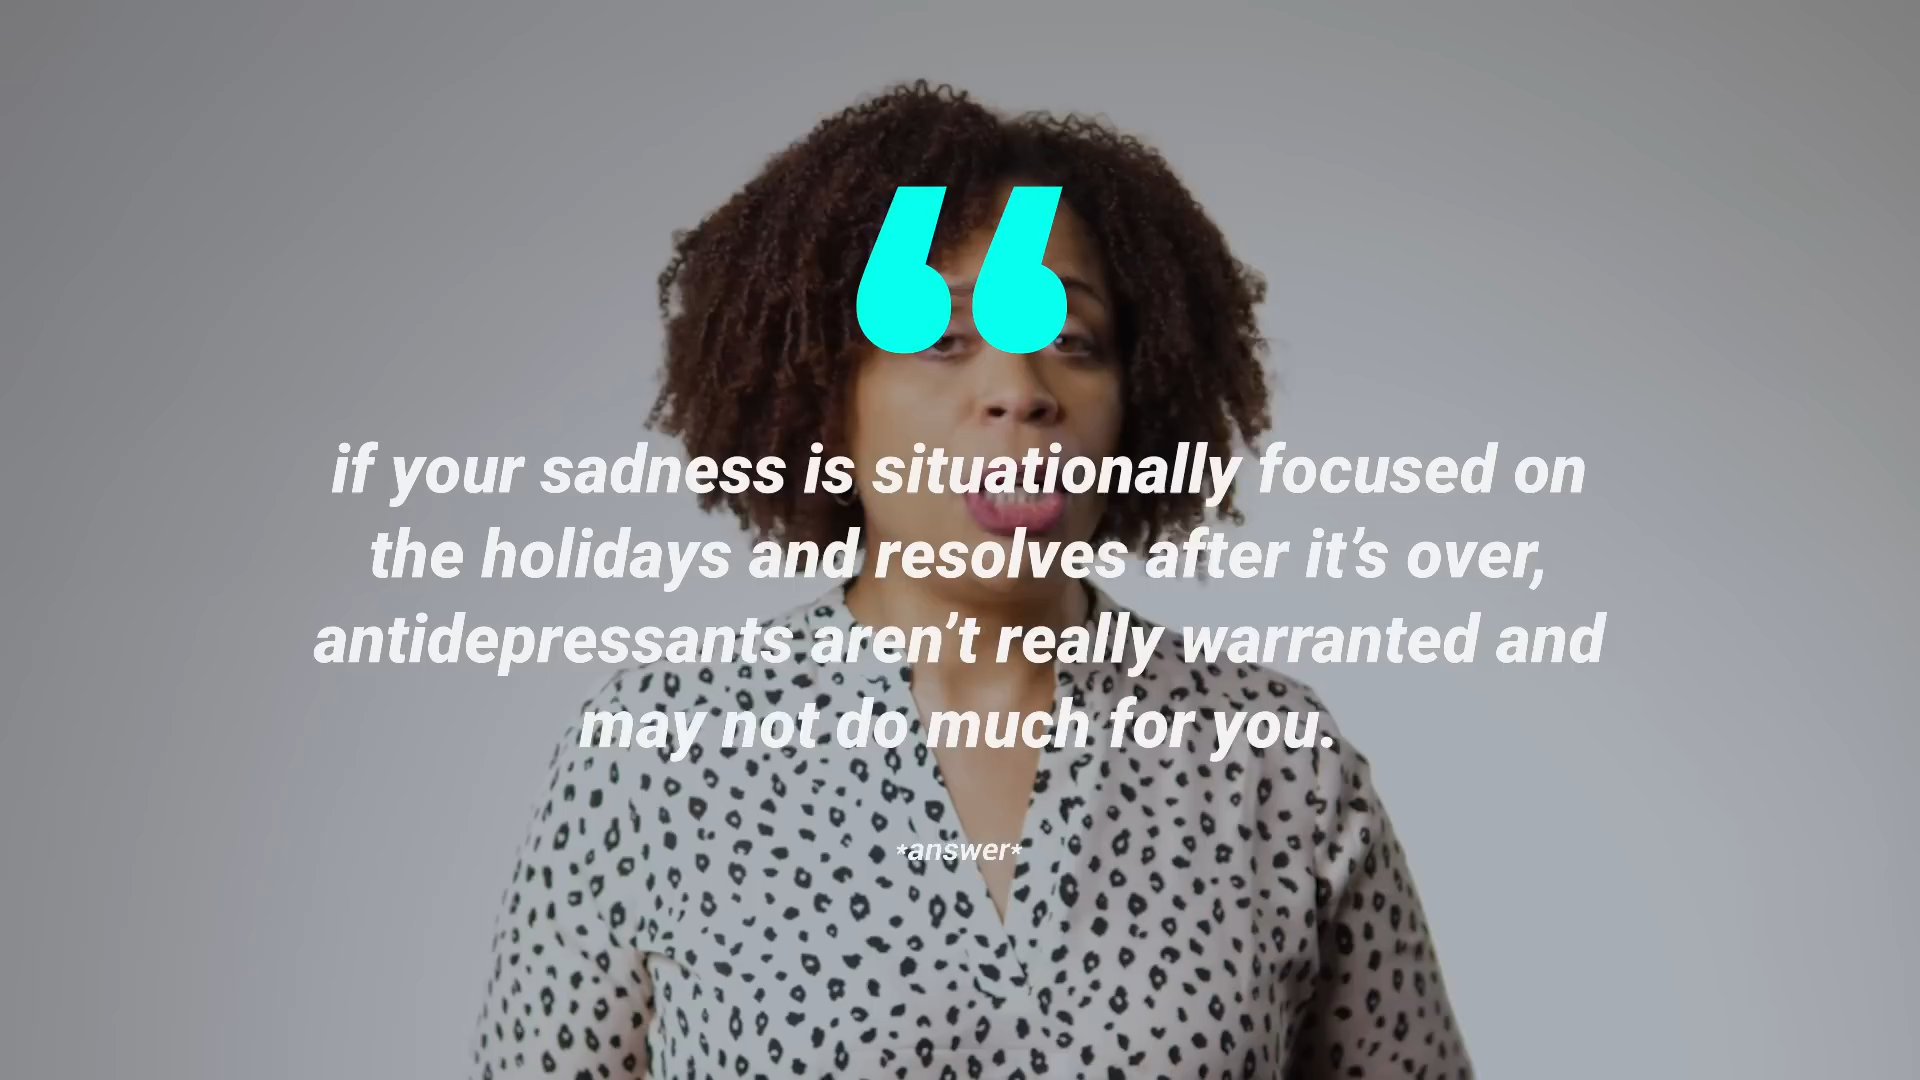 “
if your sadness is situationally focused on
the holidays and resolves after it’s over,
antidepressants aren’t really warranted and
may not do much for you.
*answer*